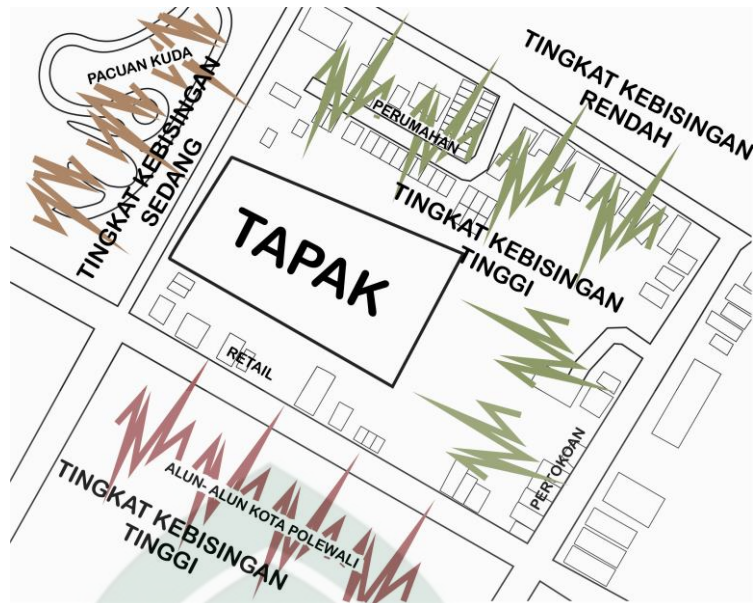 PACUAN KUDA
TINGKAT KEBISINGAN
SEDANG
TINGKAT KEBISINGAN
RENDAH
PERUMAHAN
TINGKAT KEBISINGAN
TINGGI
TAPAK
RETAIL
PERTOKOAN
ALUN- ALUN KOTA POLEWALI
TINGKAT KEBISINGAN
TINGGI